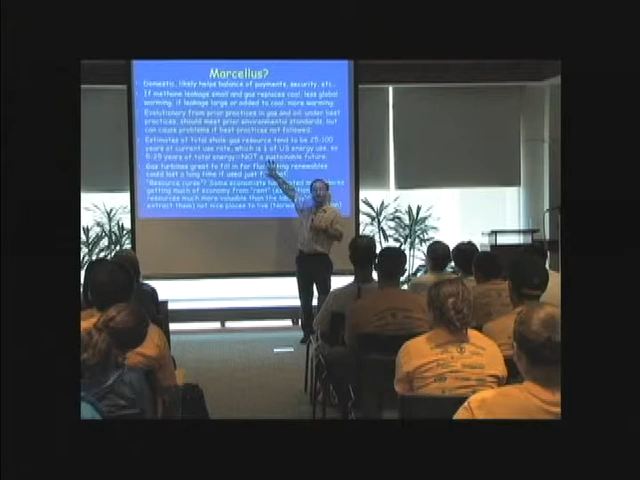 Marcellus?
Domestic, likely helps balance of payments, security, etc.
If methane leakage small and gas replaces coal, less global
warming, if leakage large or added to coal, more warming
Evolutionary from prior practices in gas and oil; under best
practices, should meet prior environmental standards, but
can cause problems if best practices not followed.
Estimates of total shale-gas resource tend to be 25-100
years at current use rate, which is ¼ of US energy use, so
5-25 years of total energy=NOT a sustainable future
Gas turbines great to fill in for renewables
could last a long time if used just
"Resource curse"? Some economists
getting much of economy from "rent"
resources much more valuable than the
extract them) not nice places to live